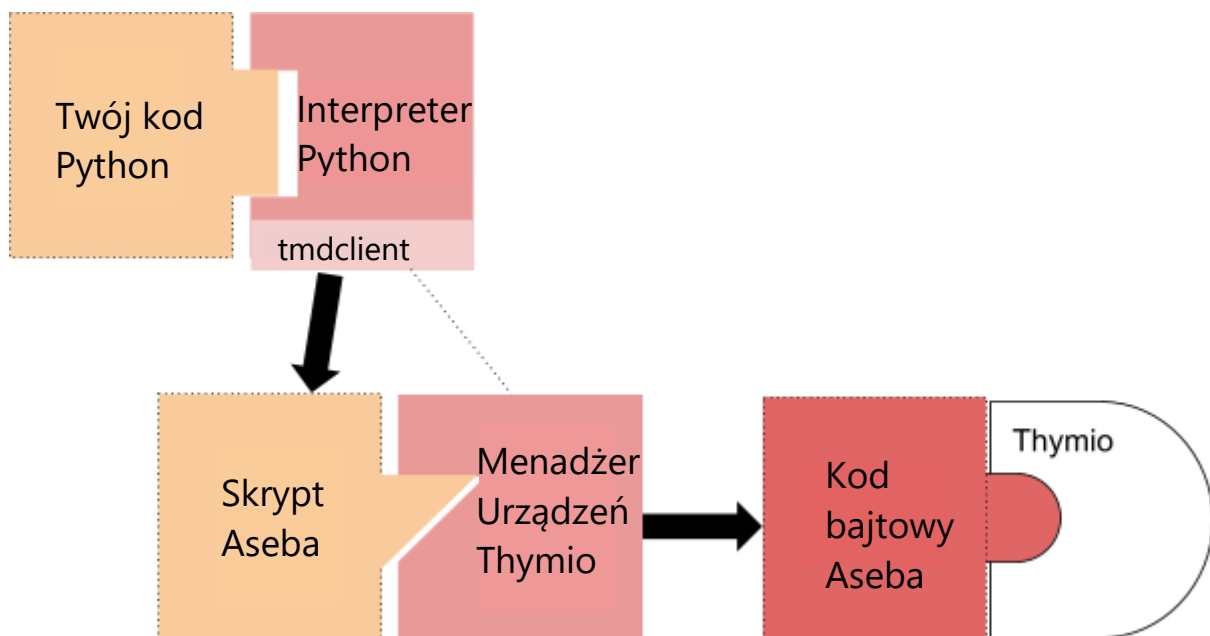 Twój kod
Python
Interpreter
Python
tmdclient
Skrypt
Aseba
Menadżer
Urządzeń
Thymio
Kod
bajtowy
Aseba
Thymio